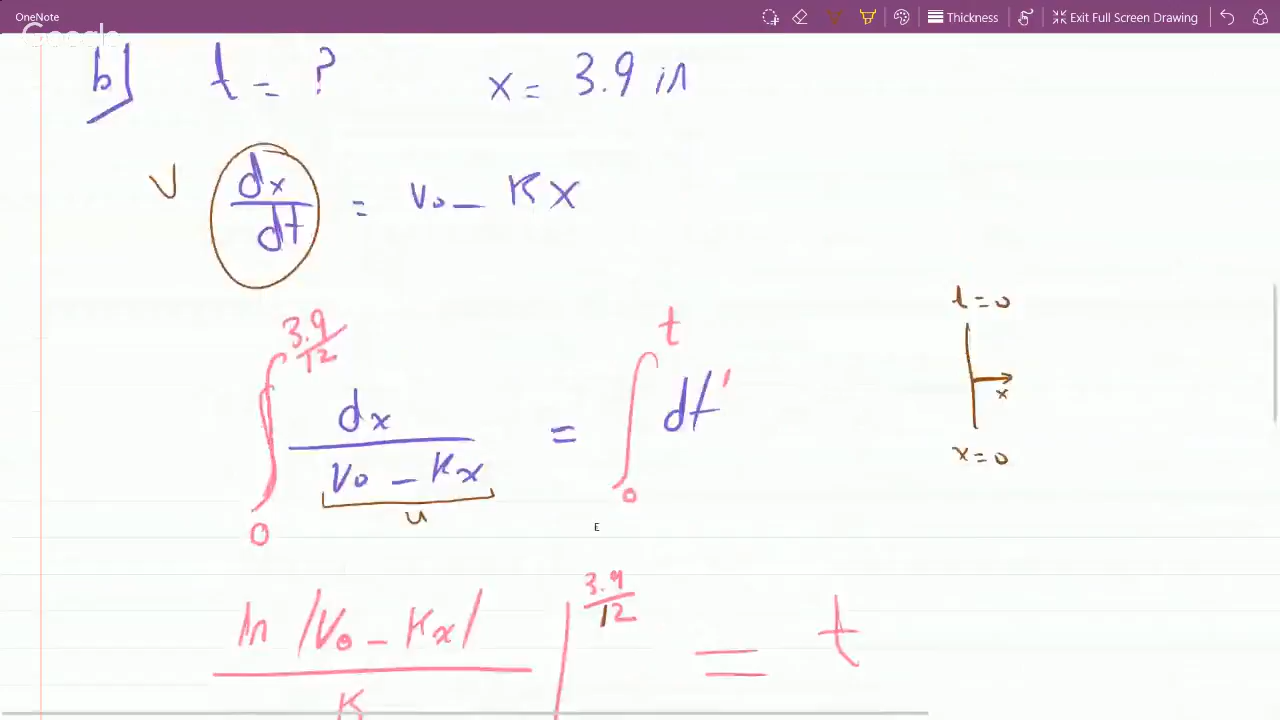 OneNote
Thickness
Exit Full Screen Drawing
Google
b) t = ? x = 3.9 in
V dx/dt = v0 - Kx
t=0
x
x=0
∫ 0 3.9/12 dx / (V0 - Kx) = ∫ 0 t dt'
u
E
ln |V0 - Kx| / K | 3.9/12 = t